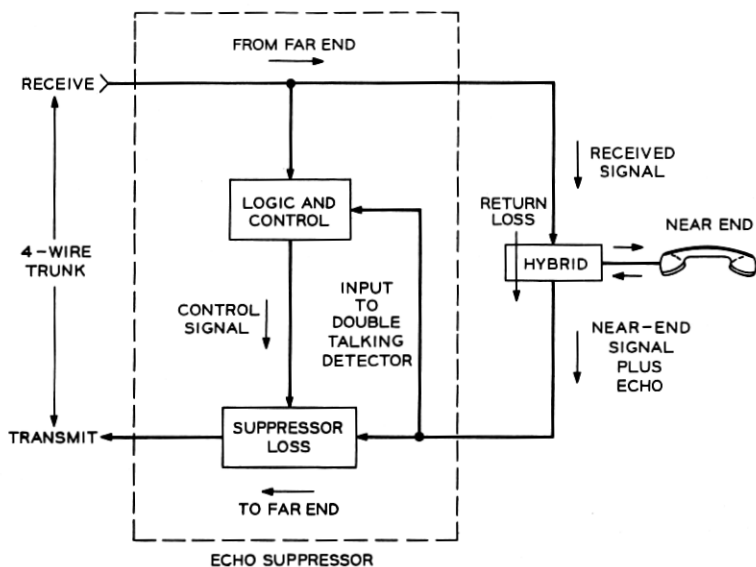 FROM FAR END
RECEIVE
RECEIVED
SIGNAL
LOGIC AND
CONTROL
RETURN
LOSS
NEAR END
4-WIRE
TRUNK
HYBRID
CONTROL
SIGNAL
INPUT
TO
DOUBLE
TALKING
DETECTOR
NEAR-END
SIGNAL
PLUS
ECHO
TRANSMIT
SUPPRESSOR
LOSS
TO FAR END
ECHO SUPPRESSOR